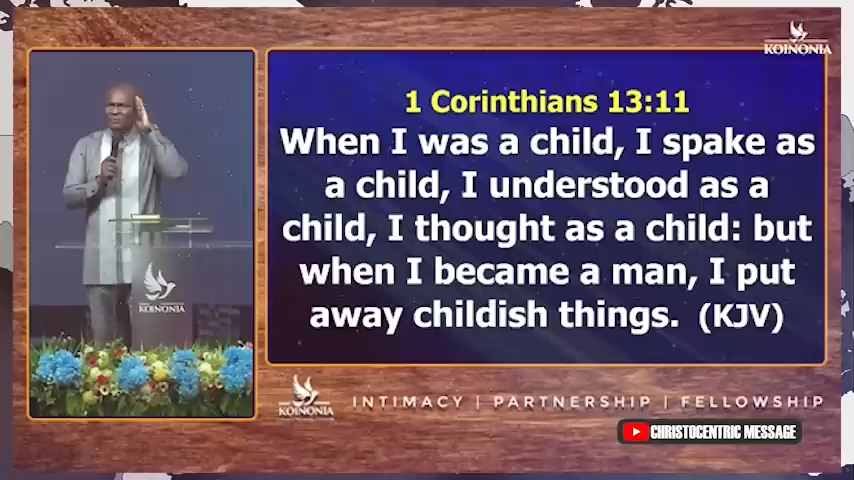 KOINONIA
1 Corinthians 13:11
When I was a child, I spake as
a child, I understood as a
child, I thought as a child: but
when I became a man, I put
away childish things. (KJV)
KOINONIA
KOINONIA
INTIMACY | PARTNERSHIP | FELLOWSHIP
CHRISTOCENTRIC MESSAGE